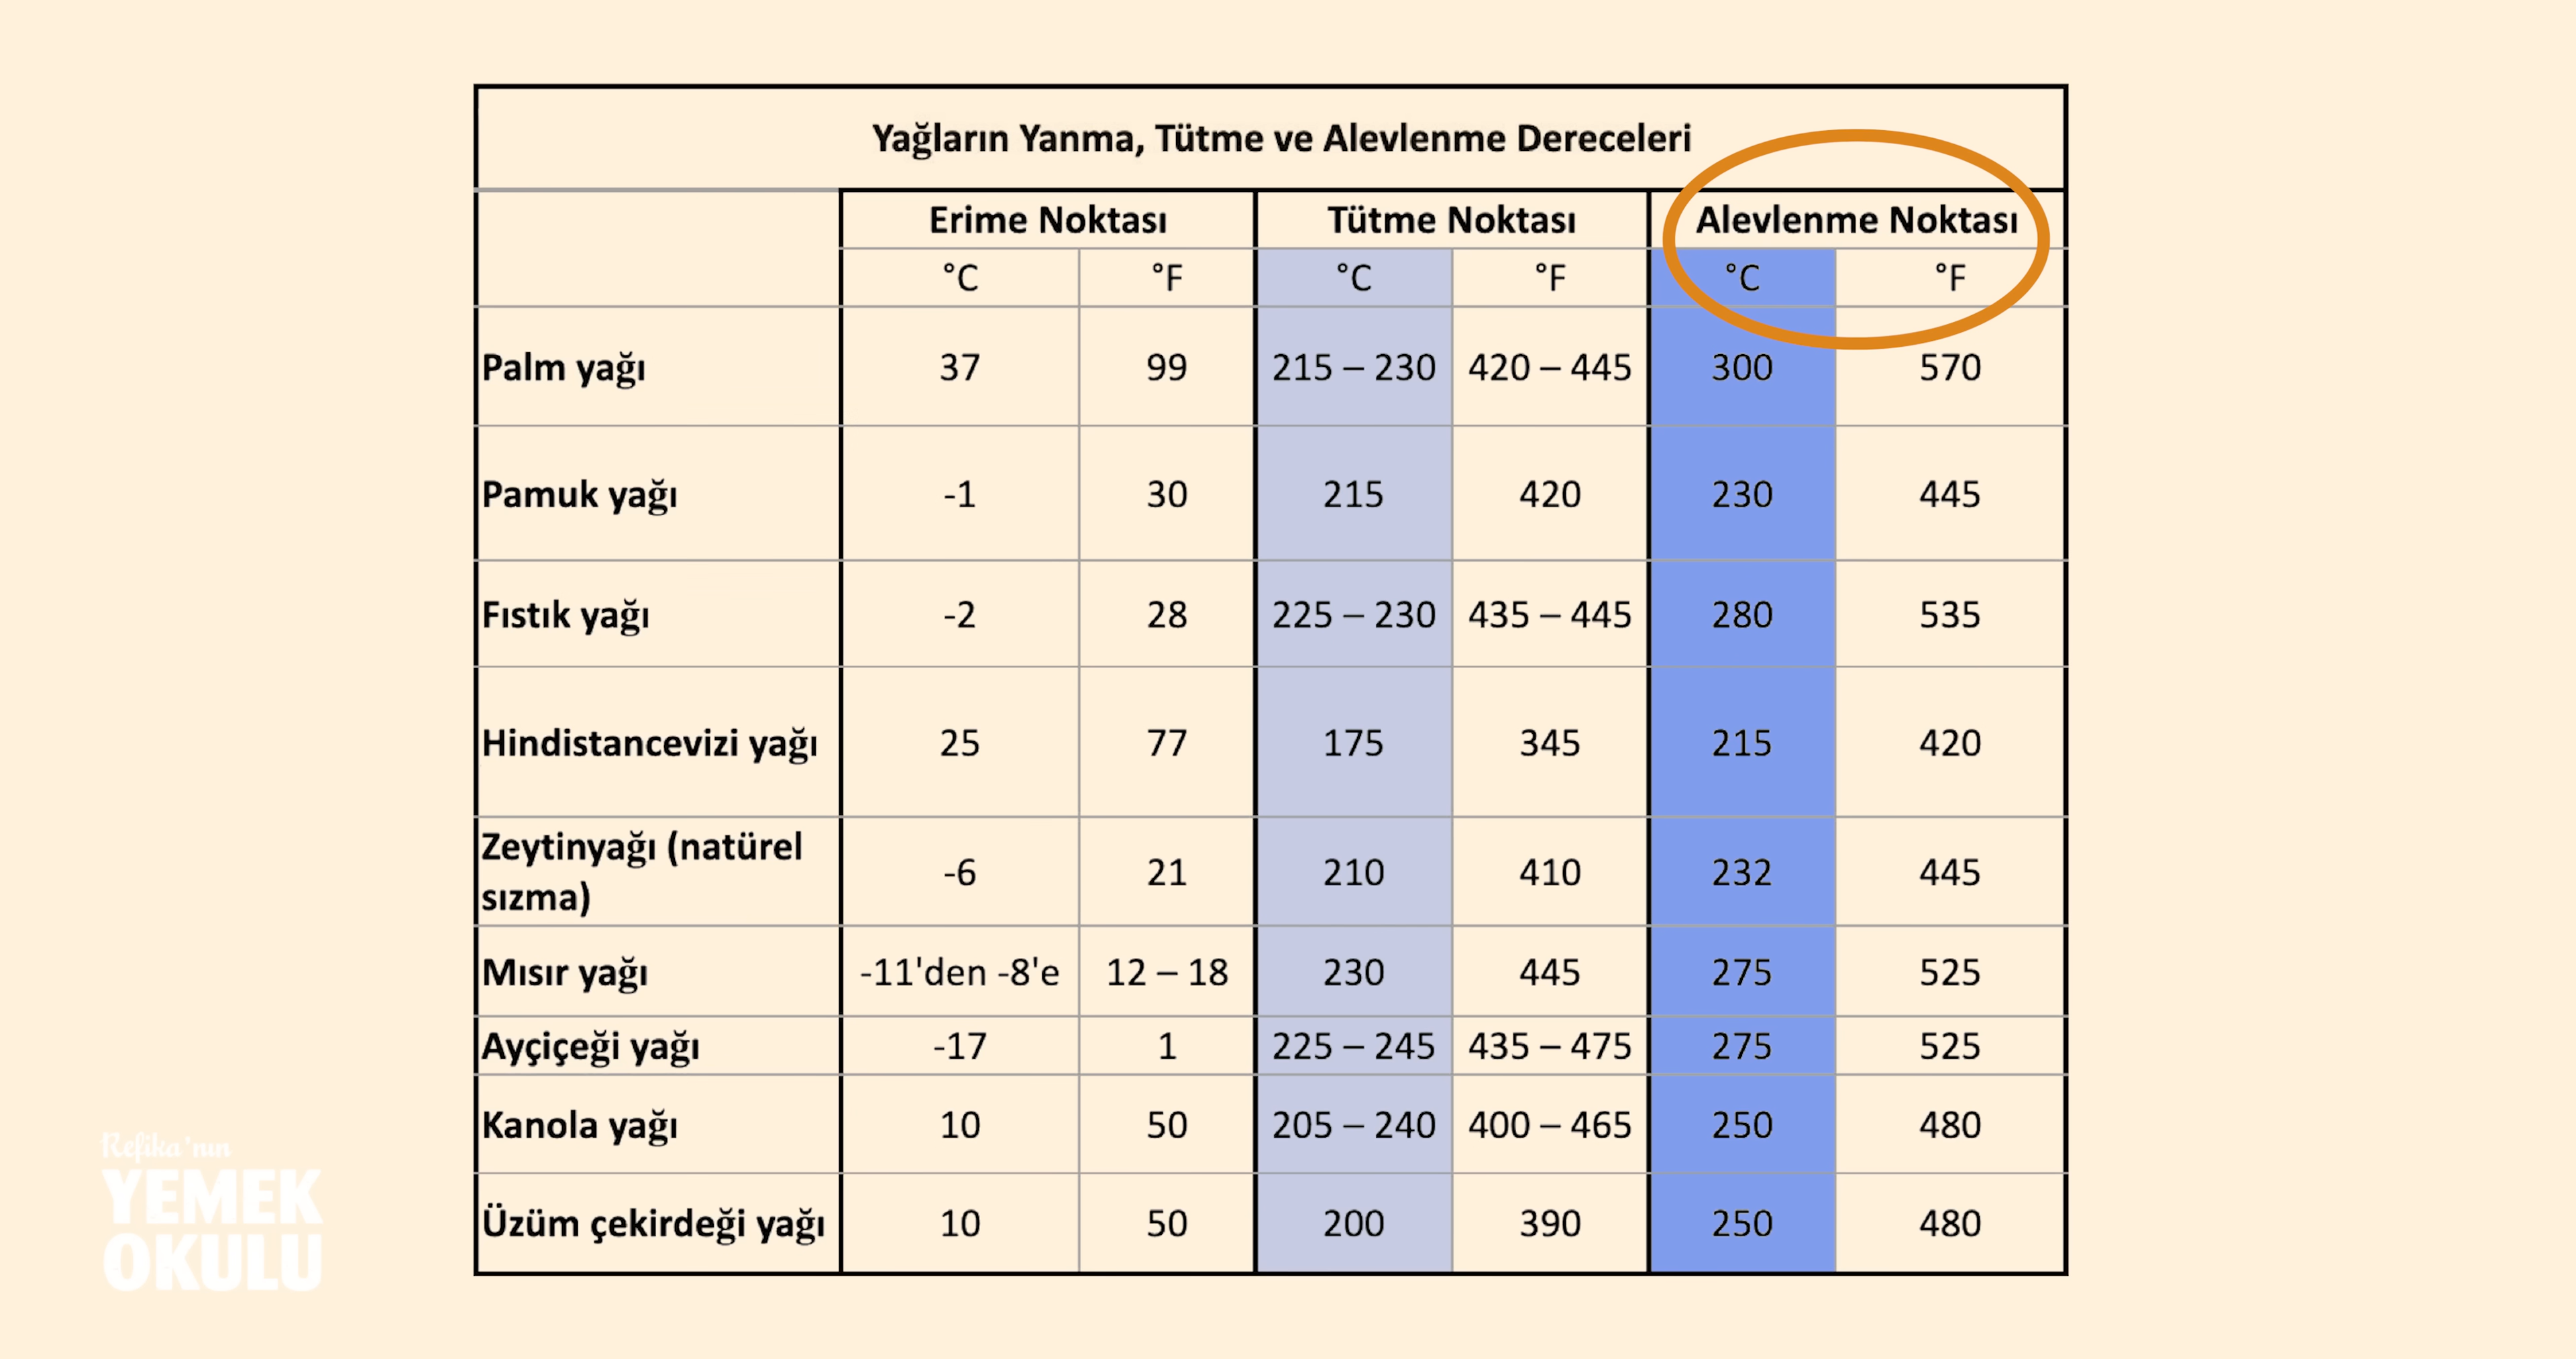 Yağların Yanma, Tütme ve Alevlenme Dereceleri
Erime Noktası Tütme Noktası Alevlenme Noktası
°C °F °C °F °C °F
Palm yağı 37 99 215 – 230 420 – 445 300 570
Pamuk yağı -1 30 215 420 230 445
Fıstık yağı -2 28 225 – 230 435 – 445 280 535
Hindistancevizi yağı 25 77 175 345 215 420
Zeytinyağı (natürel
sızma) -6 21 210 410 232 445
Mısır yağı -11'den -8'e 12 – 18 230 445 275 525
Ayçiçeği yağı -17 1 225 – 245 435 – 475 275 525
Kanola yağı 10 50 205 – 240 400 – 465 250 480
Üzüm çekirdeği yağı 10 50 200 390 250 480
Refika'nın
YEMEK
OKULU